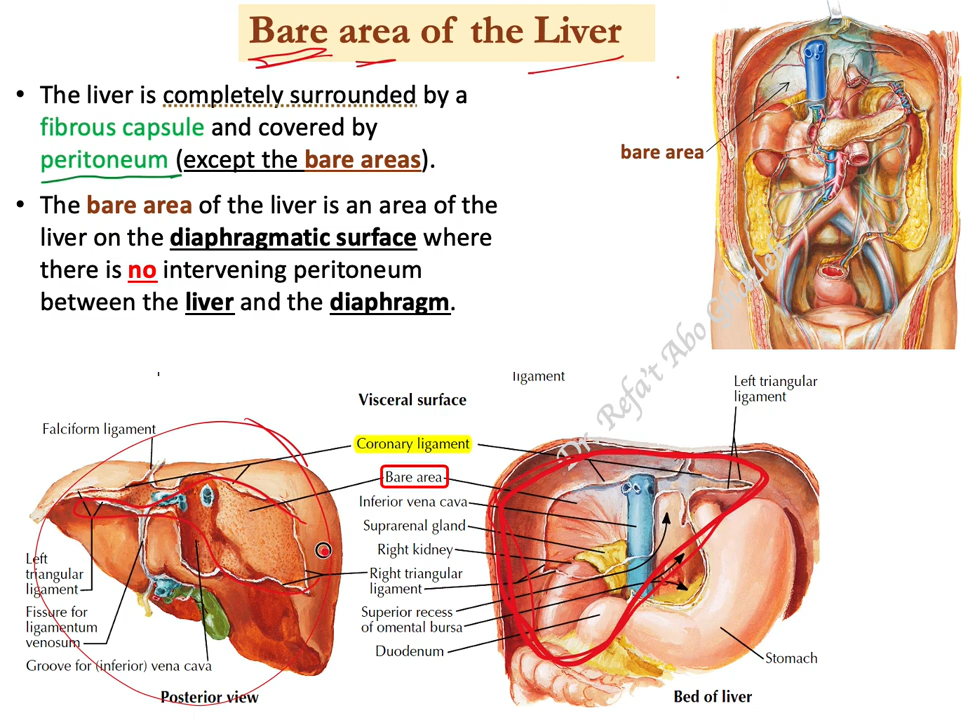 Bare area of the Liver
• The liver is completely surrounded by a
fibrous capsule and covered by
peritoneum (except the bare areas).
• The bare area of the liver is an area of the
liver on the diaphragmatic surface where
there is no intervening peritoneum
between the liver and the diaphragm.
bare area
Visceral surface
ligament
Left triangular
ligament
Falciform ligament
Coronary ligament
Bare area
Inferior vena cava
Suprarenal gland
Right kidney
Right triangular
ligament
Superior recess
of omental bursa
Duodenum
Left
triangular
ligament
Fissure for
ligamentum
venosum
Groove for (inferior) vena cava
Stomach
Posterior view
Bed of liver
Dr. Refa't Abo